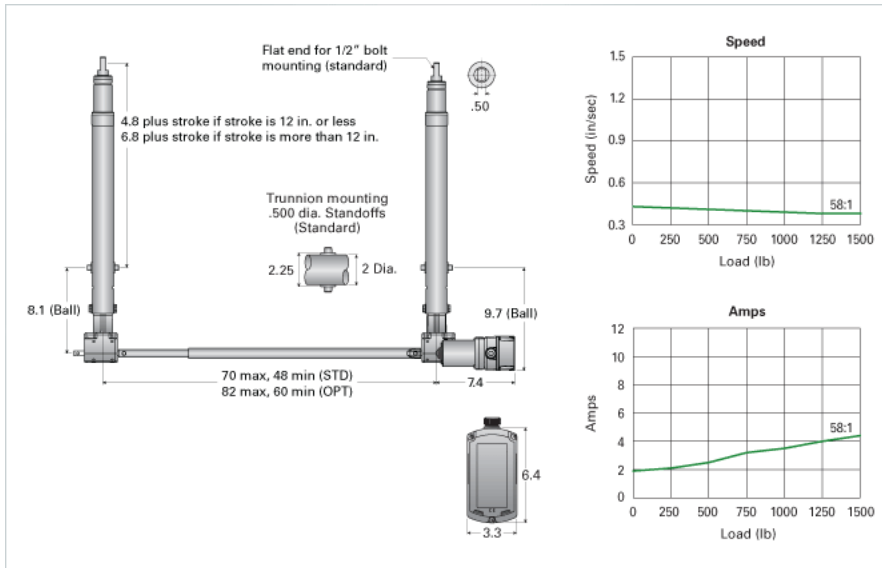 Flat end for 1/2" bolt
mounting (standard)
.50
4.8 plus stroke if stroke is 12 in. or less
6.8 plus stroke if stroke is more than 12 in.
Trunnion mounting
.500 dia. Standoffs
(Standard)
2.25
2 Dia.
8.1 (Ball)
9.7 (Ball)
70 max, 48 min (STD)
82 max, 60 min (OPT)
7.4
6.4
3.3
Speed
Speed (in/sec)
1.5
1.2
0.9
0.6
0.3
58:1
0 250 500 750 1000 1250 1500
Load (lb)
Amps
Amps
12
10
8
6
4
2
0
58:1
0 250 500 750 1000 1250 1500
Load (lb)